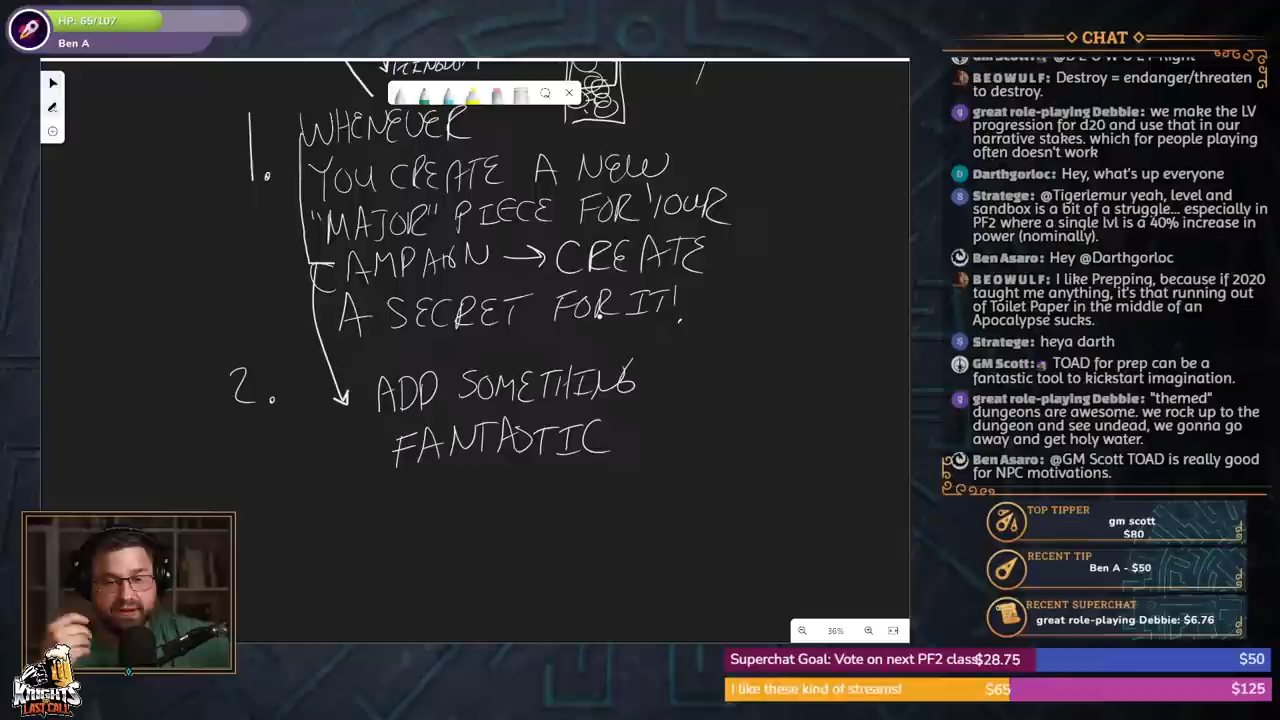 HP: 65/107
Ben A
1.
WHENEVER
YOU CREATE A NEW
"MAJOR" PIECE FOR YOUR
CAMPAIGN → CREATE
A SECRET FOR IT!
2.
ADD SOMETHING
FANTASTIC
36%
KNIGHTS
LAST CALL
CHAT
BEOWULF: Destroy = endanger/threaten
to destroy.
great role-playing Debbie: we make the LV
progression for d20 and use that in our
narrative stakes. which for people playing
often doesn't work
Darthgorloc: Hey, what's up everyone
Stratege: @Tigerlemur yeah, level and
sandbox is a bit of a struggle... especially in
PF2 where a single lvl is a 40% increase in
power (nominally).
Ben Asaro: Hey @Darthgorloc
BEOWULF: I like Prepping, because if 2020
taught me anything, it's that running out
of Toilet Paper in the middle of an
Apocalypse sucks.
Stratege: heya darth
GM Scott: TOAD for prep can be a
fantastic tool to kickstart imagination.
great role-playing Debbie: "themed"
dungeons are awesome. we rock up to the
dungeon and see undead, we gonna go
away and get holy water.
Ben Asaro: @GM Scott TOAD is really good
for NPC motivations.
TOP TIPPER
gm scott
$80
RECENT TIP
Ben A - $50
RECENT SUPERCHAT
great role-playing Debbie: $6.76
Superchat Goal: Vote on next PF2 class $28.75 $50
I like these kind of streams! $65 $125